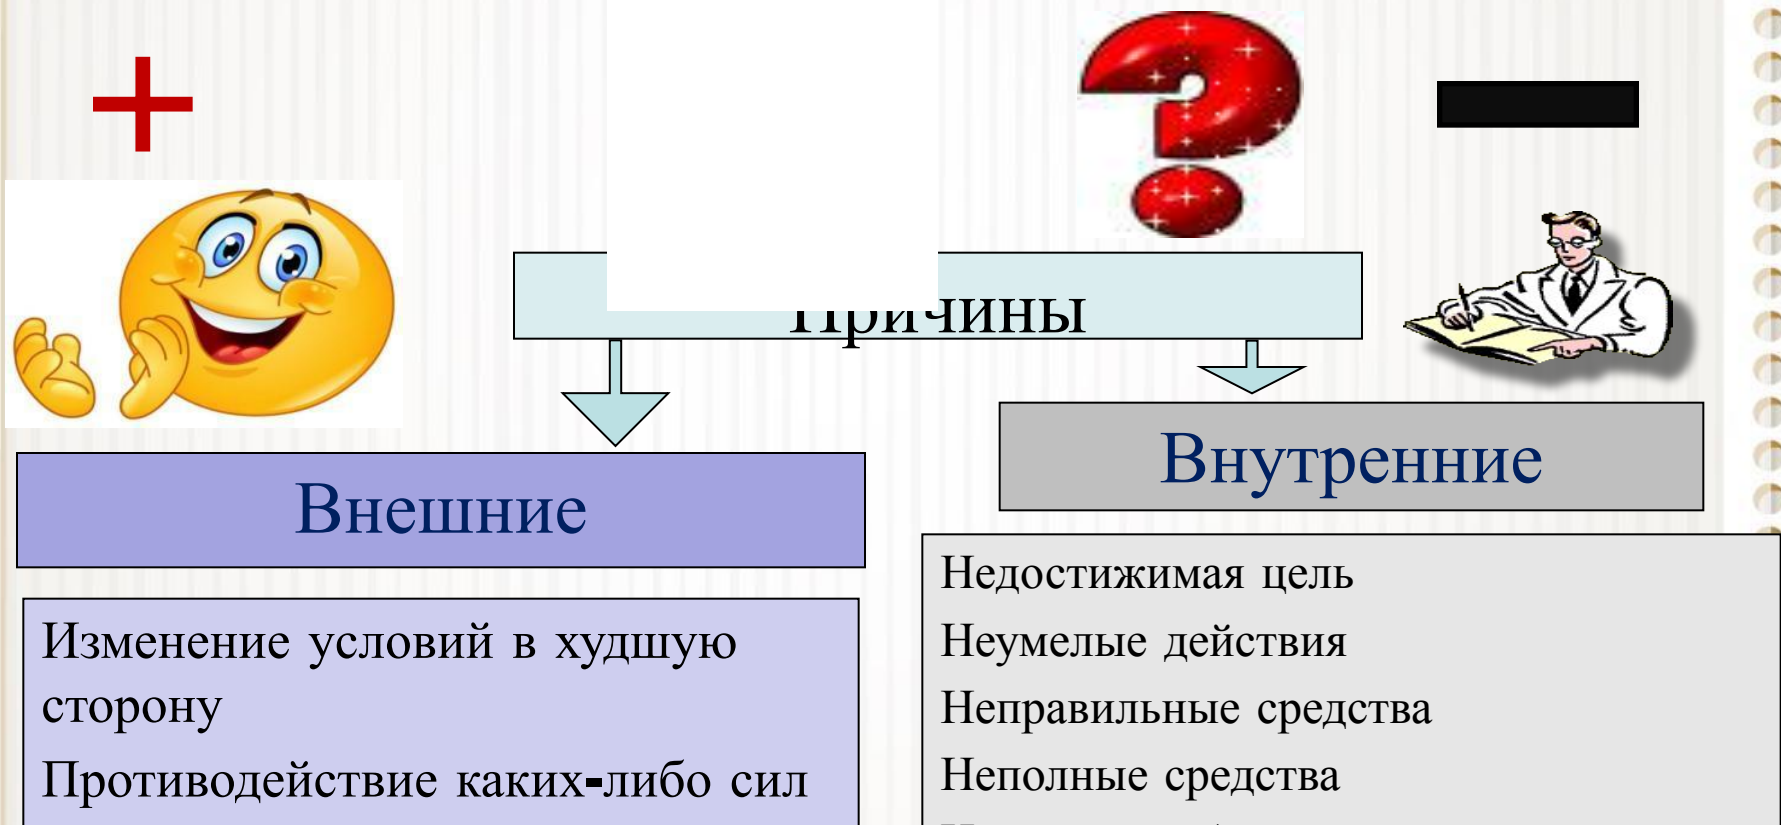 Причины
Внешние
Изменение условий в худшую
сторону
Противодействие каких-либо сил
Внутренние
Недостижимая цель
Неумелые действия
Неправильные средства
Неполные средства